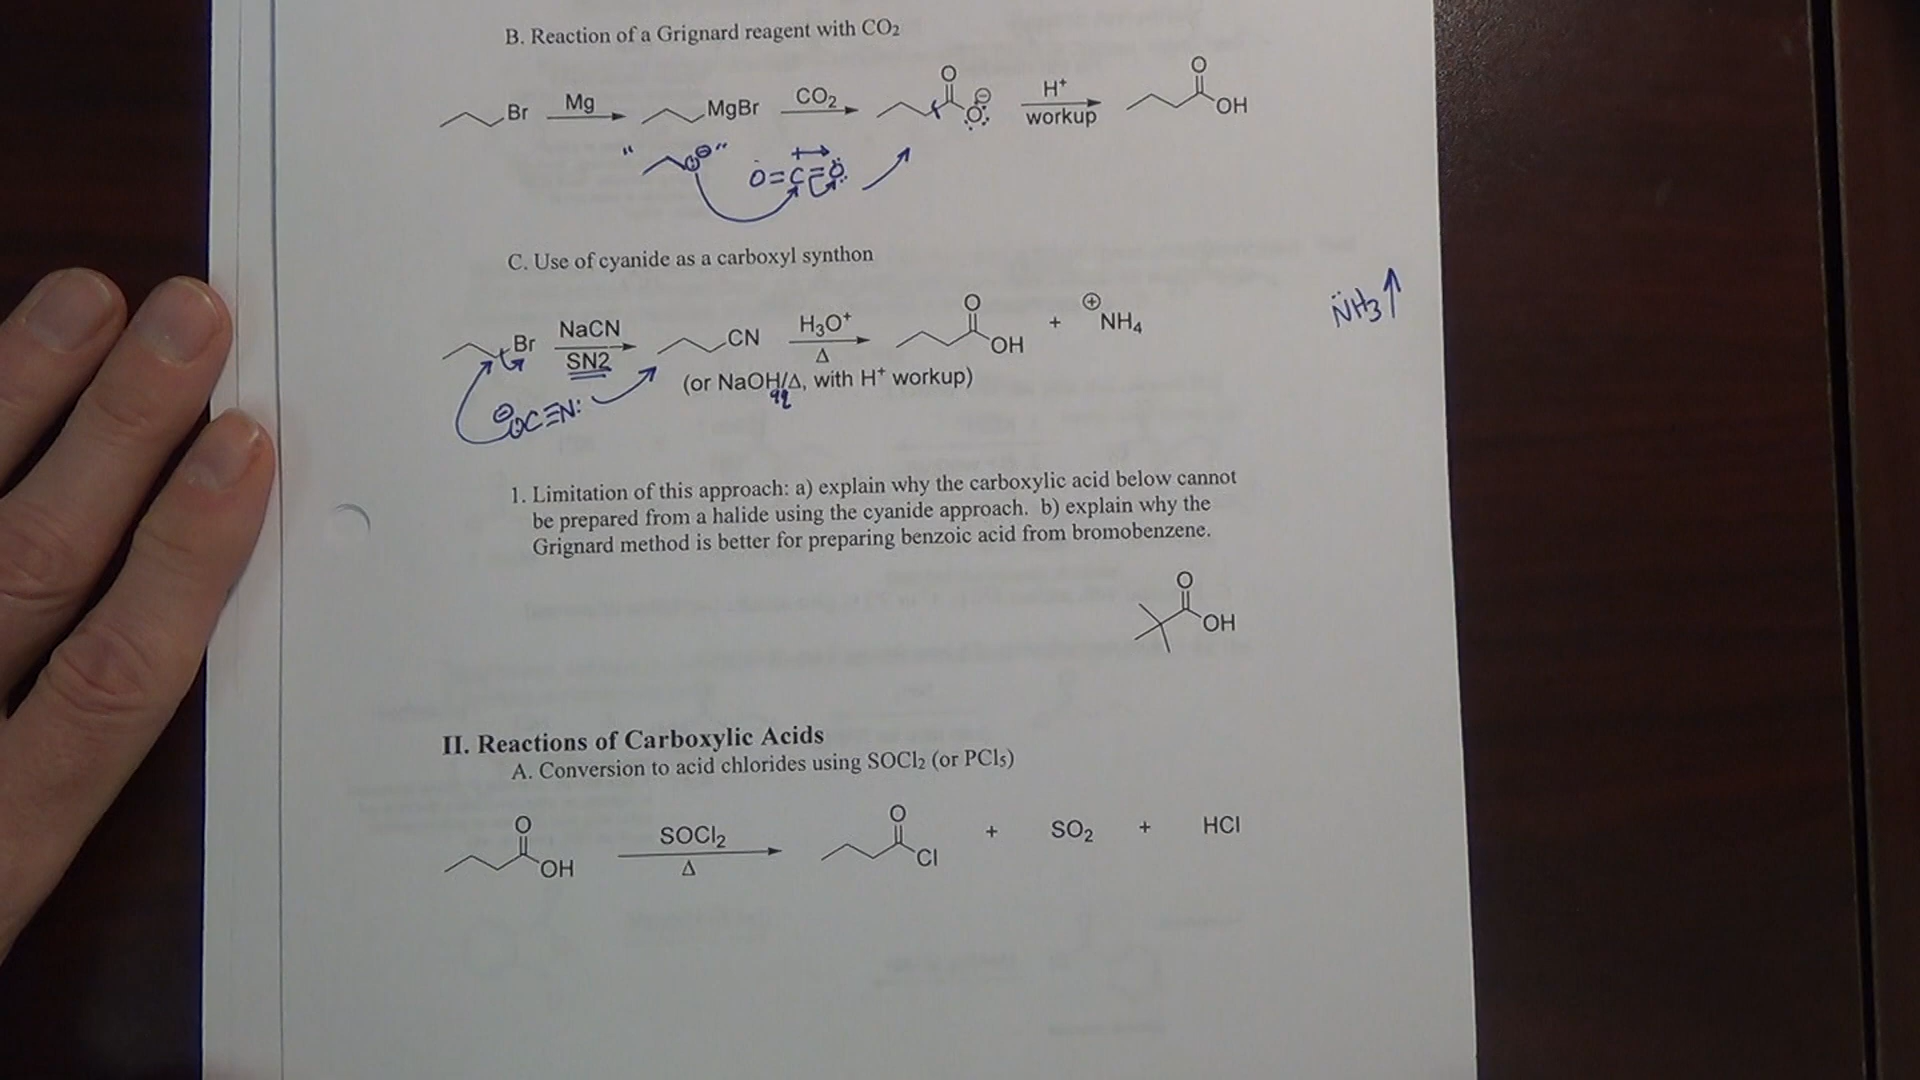 B. Reaction of a Grignard reagent with CO₂
Br Mg MgBr CO₂ O O ⊖ H⁺ workup O OH
" ⊖ " O=C=O
C. Use of cyanide as a carboxyl synthon
Br NaCN SN2 CN H₃O⁺ Δ O OH + ⊕ NH₄ NH₃↑
(or NaOH/Δ, with H⁺ workup)
aq
⊖ C≡N:
1. Limitation of this approach: a) explain why the carboxylic acid below cannot
be prepared from a halide using the cyanide approach. b) explain why the
Grignard method is better for preparing benzoic acid from bromobenzene.
O OH
II. Reactions of Carboxylic Acids
A. Conversion to acid chlorides using SOCl₂ (or PCl₅)
O OH SOCl₂ Δ O Cl + SO₂ + HCl